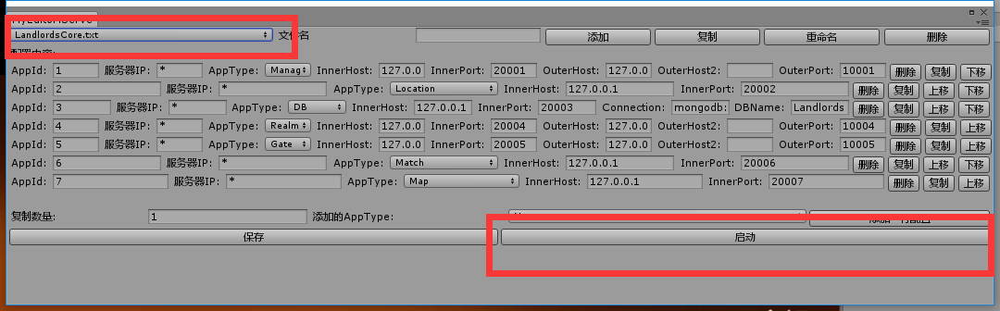 LandlordsCore.txt 文件名 添加 复制 重命名 删除
AppId: 1 服务器IP: * AppType: Manag InnerHost: 127.0.0 InnerPort: 20001 OuterHost: 127.0.0 OuterHost2: OuterPort: 10001 删除 复制 下移
AppId: 2 服务器IP: * AppType: Location InnerHost: 127.0.0.1 InnerPort: 20002 删除 复制 上移 下移
AppId: 3 服务器IP: * AppType: DB InnerHost: 127.0.0.1 InnerPort: 20003 Connection: mongodb: DBName: Landlords 删除 复制 上移 下移
AppId: 4 服务器IP: * AppType: Realm InnerHost: 127.0.0 InnerPort: 20004 OuterHost: 127.0.0 OuterHost2: OuterPort: 10004 删除 复制 上移 下移
AppId: 5 服务器IP: * AppType: Gate InnerHost: 127.0.0 InnerPort: 20005 OuterHost: 127.0.0 OuterHost2: OuterPort: 10005 删除 复制 上移 下移
AppId: 6 服务器IP: * AppType: Match InnerHost: 127.0.0.1 InnerPort: 20006 删除 复制 上移 下移
AppId: 7 服务器IP: * AppType: Map InnerHost: 127.0.0.1 InnerPort: 20007 删除 复制 上移
复制数量: 1 添加的AppType:
保存 启动